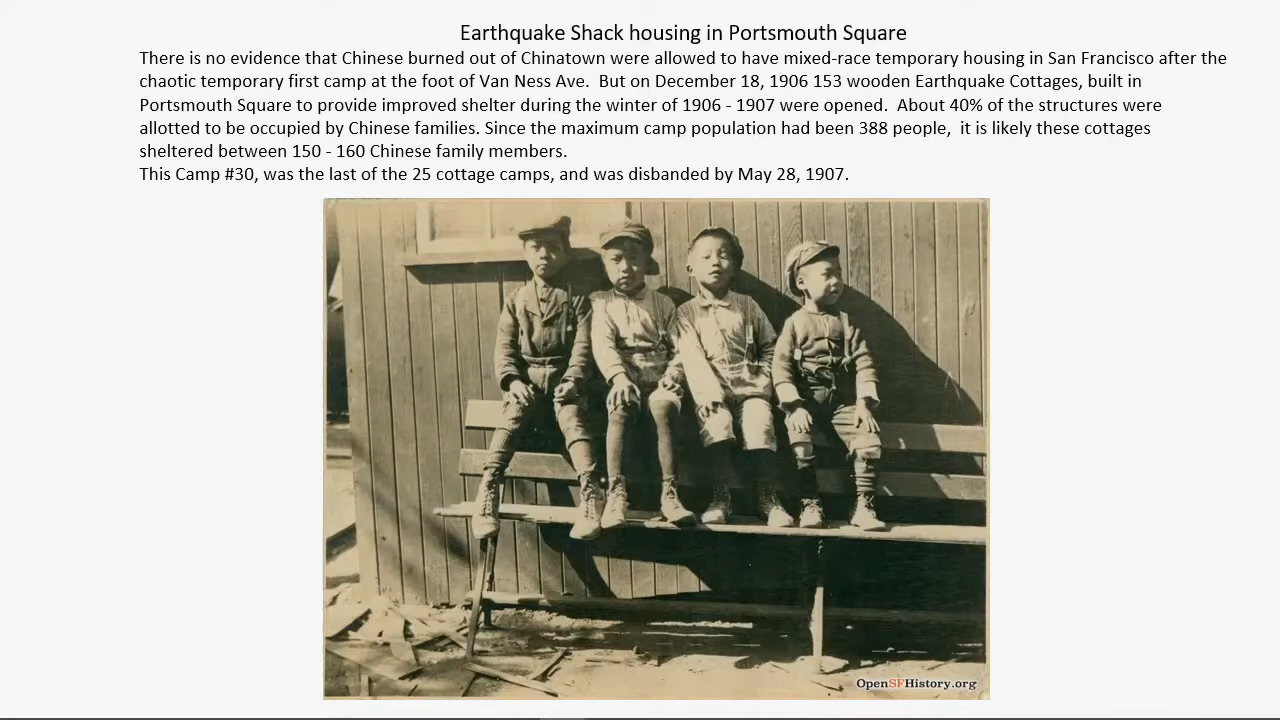 Earthquake Shack housing in Portsmouth Square
There is no evidence that Chinese burned out of Chinatown were allowed to have mixed-race temporary housing in San Francisco after the
chaotic temporary first camp at the foot of Van Ness Ave.  But on December 18, 1906 153 wooden Earthquake Cottages, built in
Portsmouth Square to provide improved shelter during the winter of 1906 - 1907 were opened.  About 40% of the structures were
allotted to be occupied by Chinese families. Since the maximum camp population had been 388 people,  it is likely these cottages
sheltered between 150 - 160 Chinese family members.
This Camp #30, was the last of the 25 cottage camps, and was disbanded by May 28, 1907.
OpenSFHistory.org